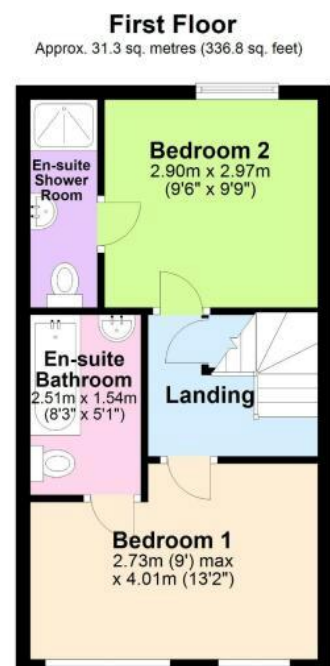 First Floor
Approx. 31.3 sq. metres (336.8 sq. feet)
En-suite
Shower
Room
Bedroom 2
2.90m x 2.97m
(9'6" x 9'9")
En-suite
Bathroom
2.51m x 1.54m
(8'3" x 5'1")
Landing
Bedroom 1
2.73m (9') max
x 4.01m (13'2")